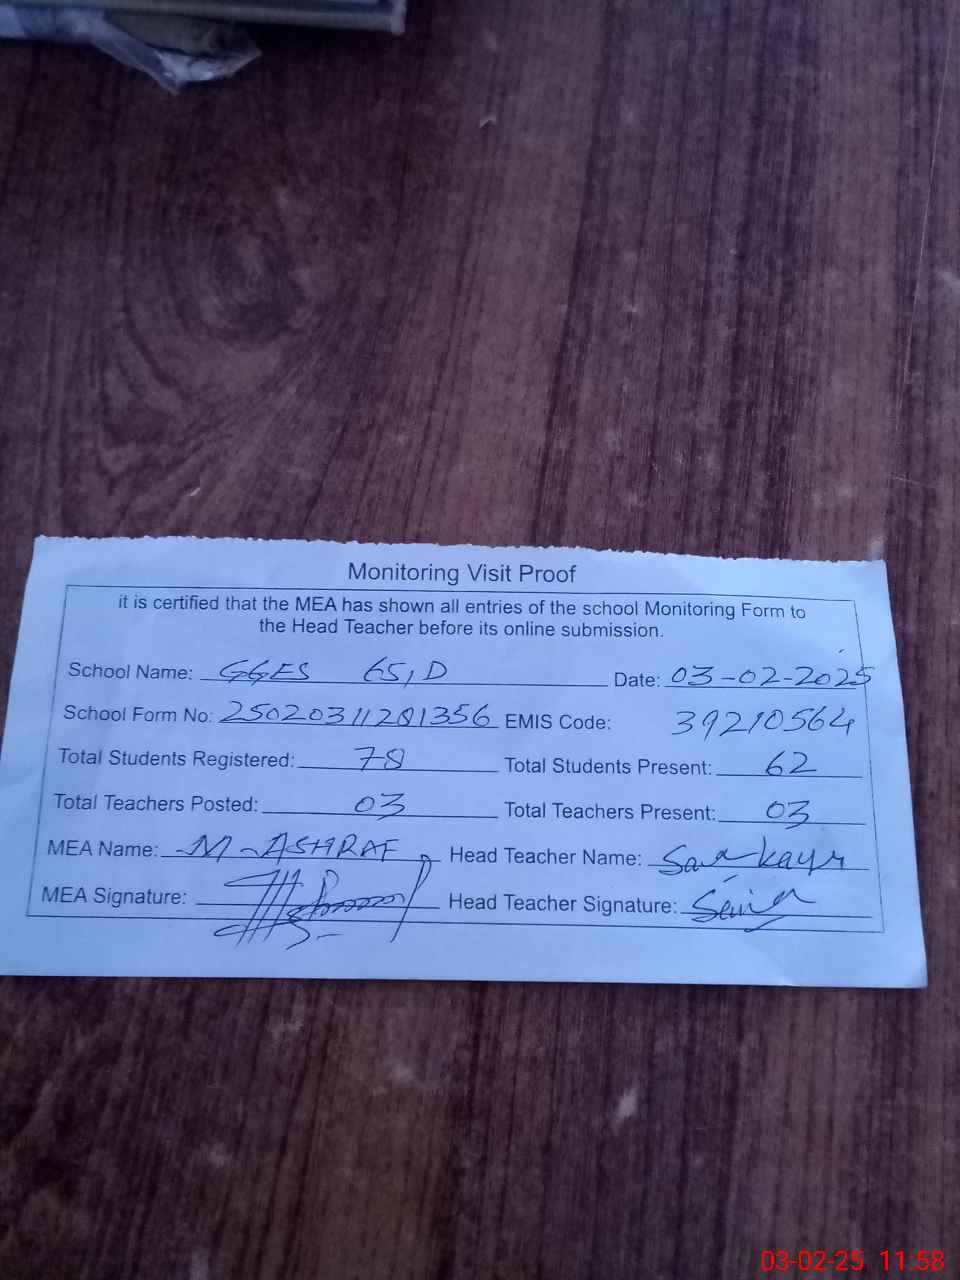 Monitoring Visit Proof
it is certified that the MEA has shown all entries of the school Monitoring Form to
the Head Teacher before its online submission.
School Name: GGES 65,D Date: 03-02-2025
School Form No: 25020311281356 EMIS Code: 39210564
Total Students Registered: 78 Total Students Present: 62
Total Teachers Posted: 03 Total Teachers Present: 03
MEA Name: M-ASHRAF Head Teacher Name:
MEA Signature: Head Teacher Signature:
03-02-25 11:58